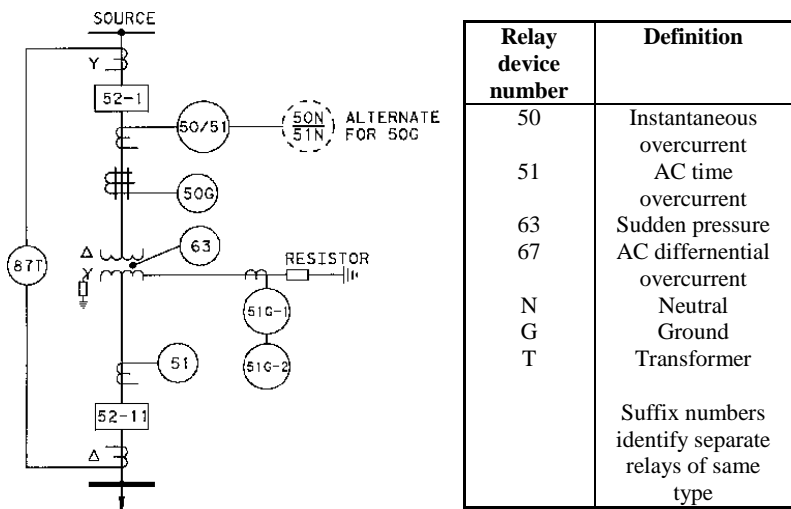 SOURCE
Y
52-1
50/51
50N
51N
ALTERNATE
FOR 50G
50G
Δ
63
87T
Y
RESISTOR
51G-1
51
51G-2
52-11
Δ
Relay
device
number
Definition
50
Instantaneous
overcurrent
51
AC time
overcurrent
63
Sudden pressure
67
AC differnential
overcurrent
N
Neutral
G
Ground
T
Transformer
Suffix numbers
identify separate
relays of same
type